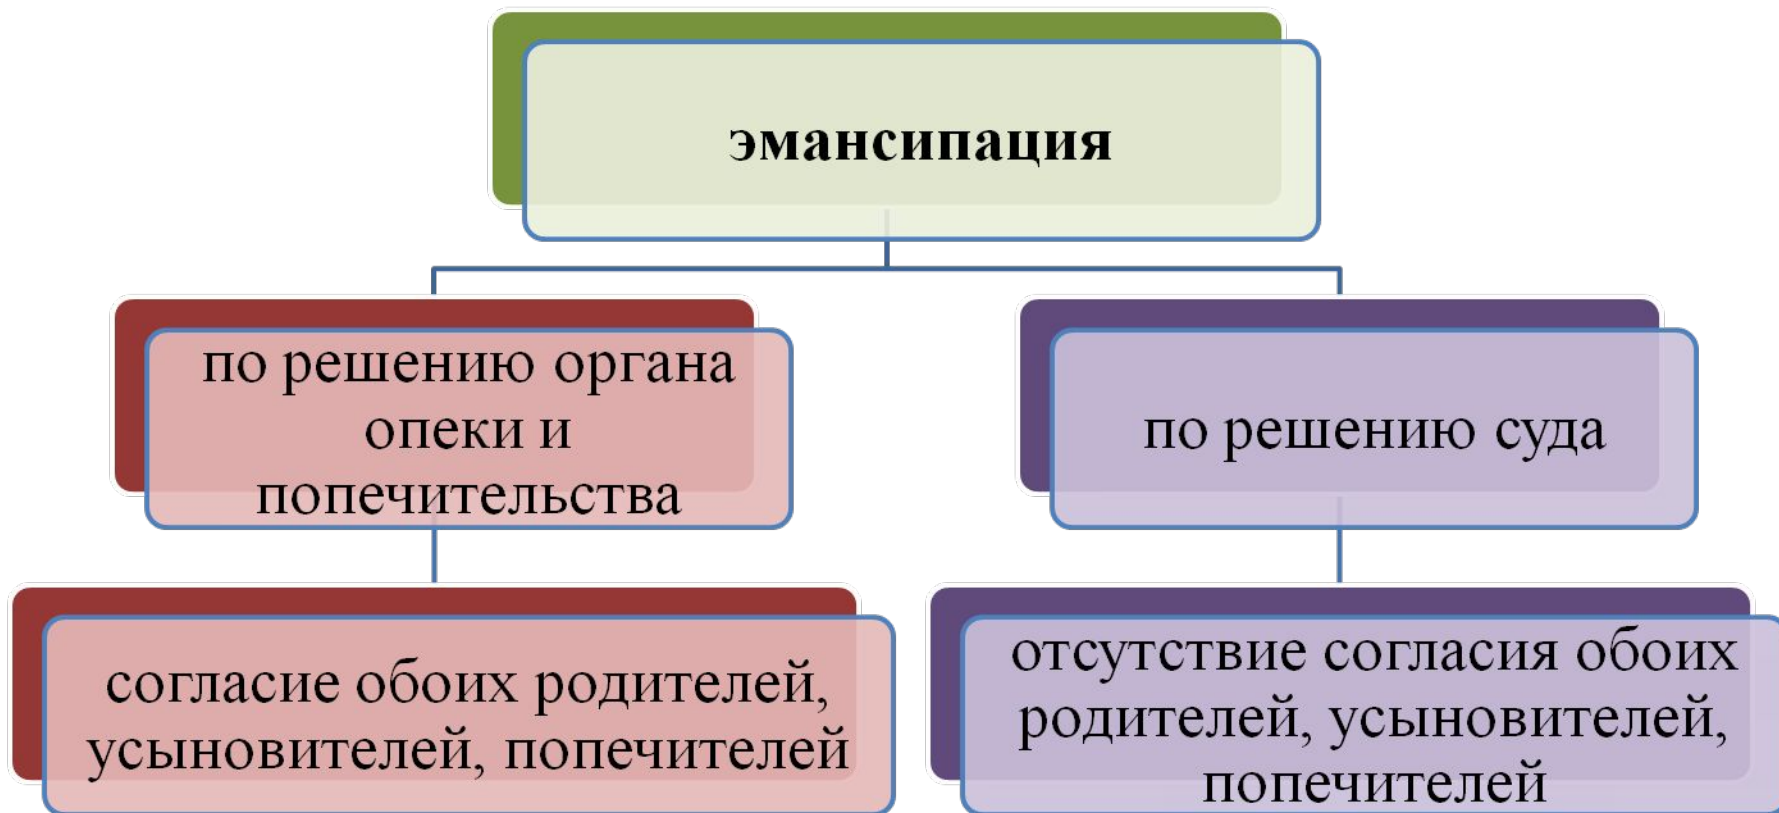 эмансипация
по решению органа
опеки и
попечительства
по решению суда
согласие обоих родителей,
усыновителей, попечителей
отсутствие согласия обоих
родителей, усыновителей,
попечителей